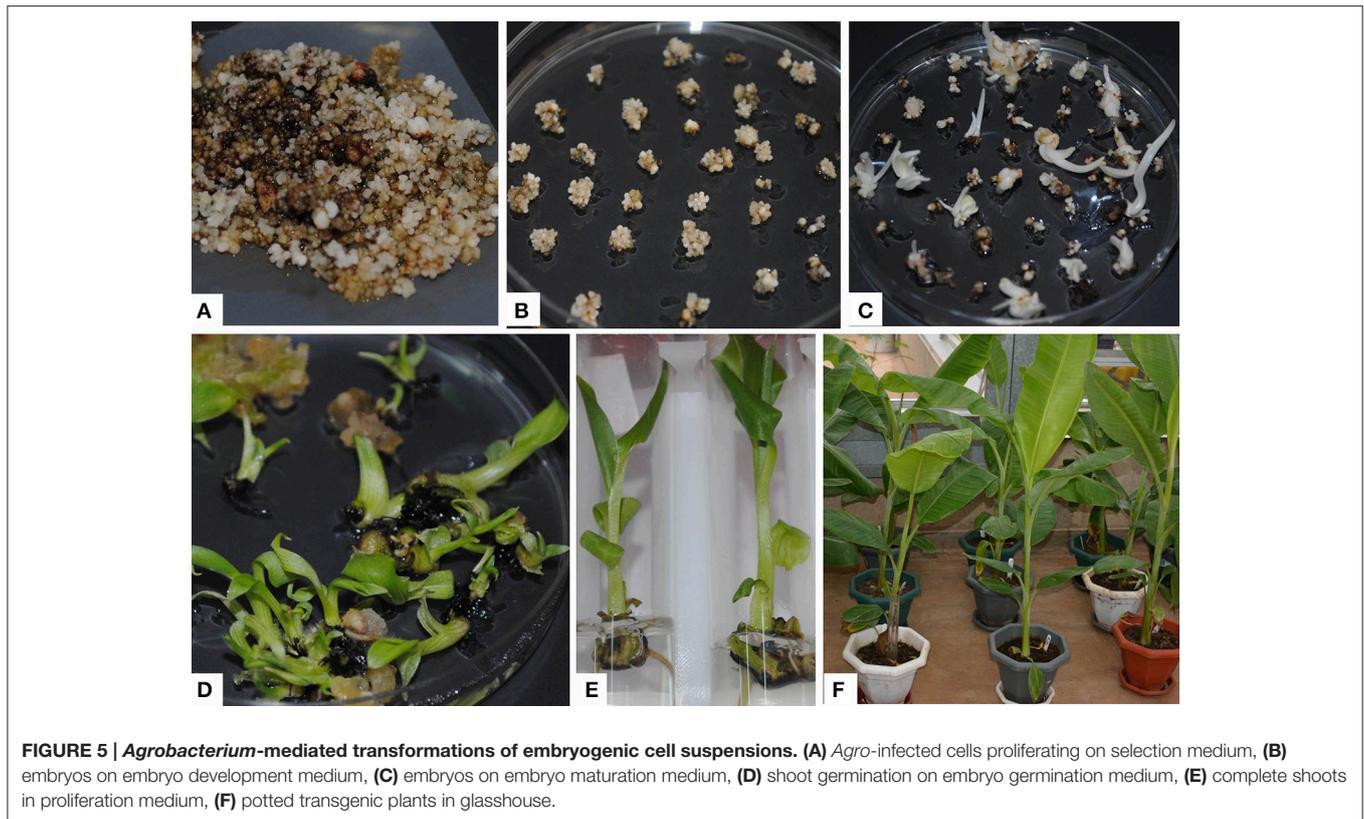 A
B
C
D
E
F
FIGURE 5 | Agrobacterium-mediated transformations of embryogenic cell suspensions. (A) Agro-infected cells proliferating on selection medium, (B)
embryos on embryo development medium, (C) embryos on embryo maturation medium, (D) shoot germination on embryo germination medium, (E) complete shoots
in proliferation medium, (F) potted transgenic plants in glasshouse.